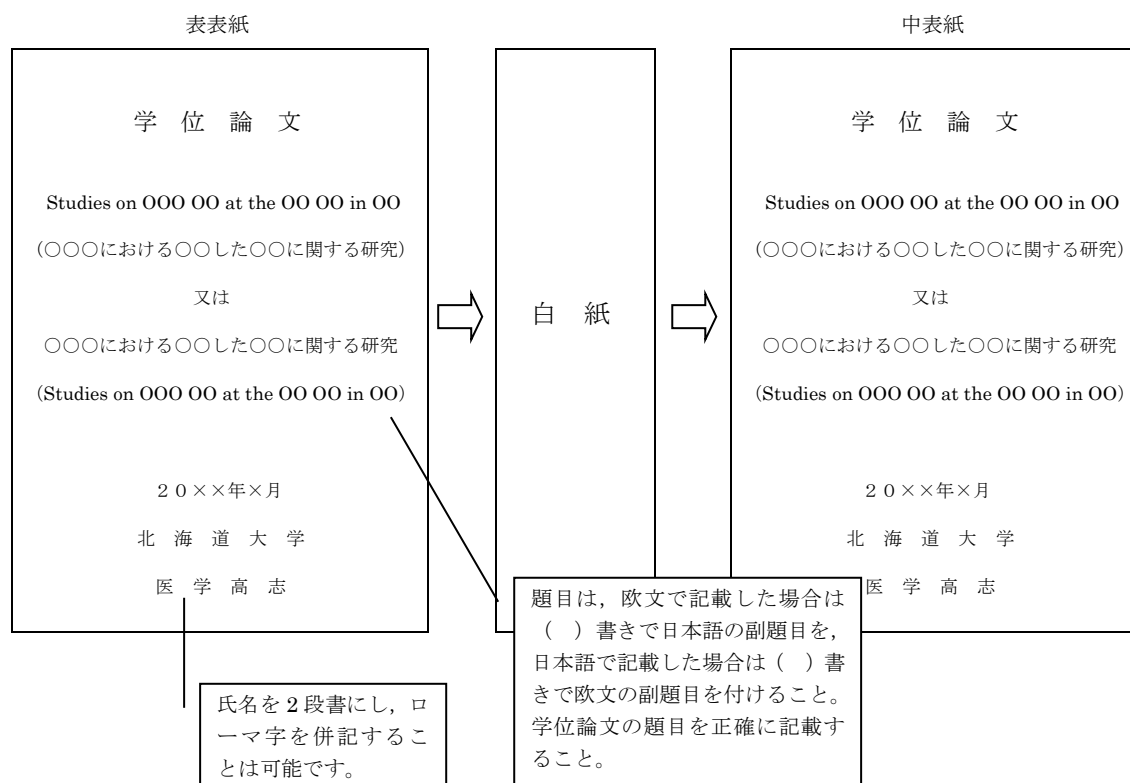 表表紙
学 位 論 文
Studies on OOO OO at the OO OO in OO
(○○○における○○した○○に関する研究)
又は
○○○における○○した○○に関する研究
(Studies on OOO OO at the OO OO in OO)
20××年×月
北 海 道 大 学
医 学 高 志
氏名を 2 段書にし，ロ
ーマ字を併記するこ
とは可能です。
白 紙
題目は，欧文で記載した場合は
（ ）書きで日本語の副題目を，
日本語で記載した場合は（ ）書
きで欧文の副題目を付けること。
学位論文の題目を正確に記載す
ること。
中表紙
学 位 論 文
Studies on OOO OO at the OO OO in OO
(○○○における○○した○○に関する研究)
又は
○○○における○○した○○に関する研究
(Studies on OOO OO at the OO OO in OO)
20××年×月
北 海 道 大 学
医 学 高 志